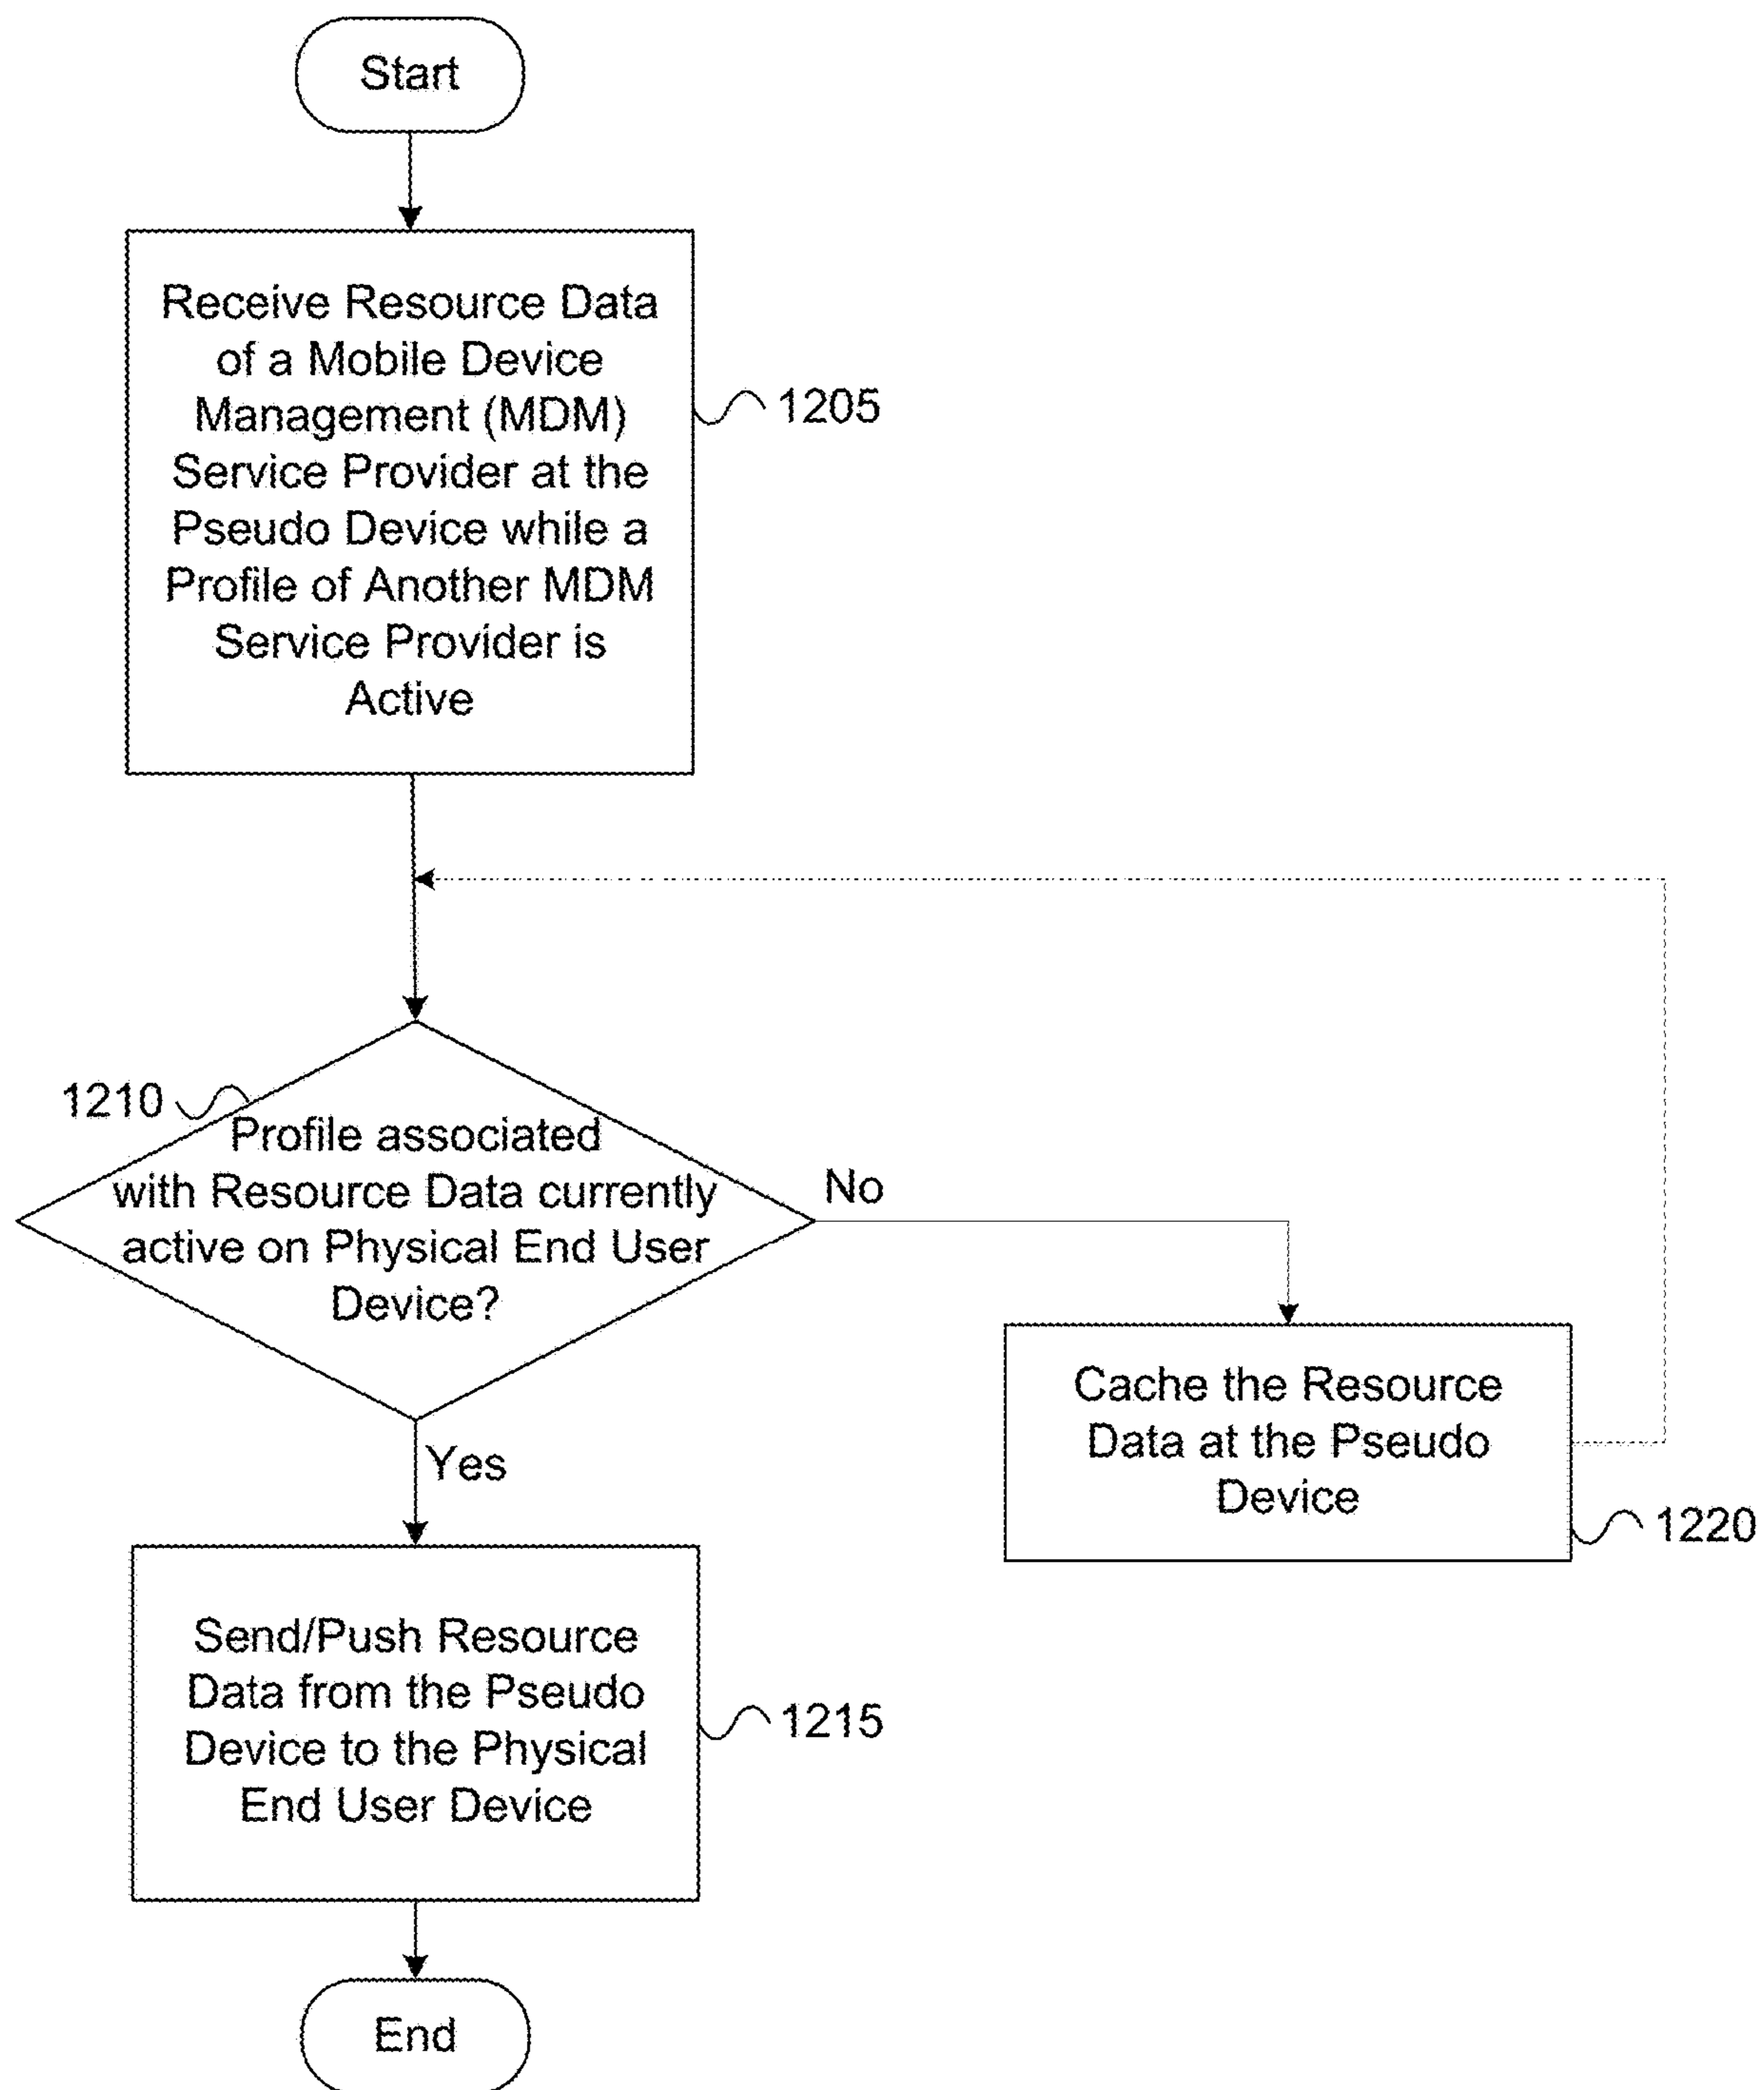 Start
Receive Resource Data
of a Mobile Device
Management (MDM)
Service Provider at the
Pseudo Device while a
Profile of Another MDM
Service Provider is
Active
1205
1210
Profile associated
with Resource Data currently
active on Physical End User
Device?
No
Yes
Cache the Resource
Data at the Pseudo
Device
1220
Send/Push Resource
Data from the Pseudo
Device to the Physical
End User Device
1215
End